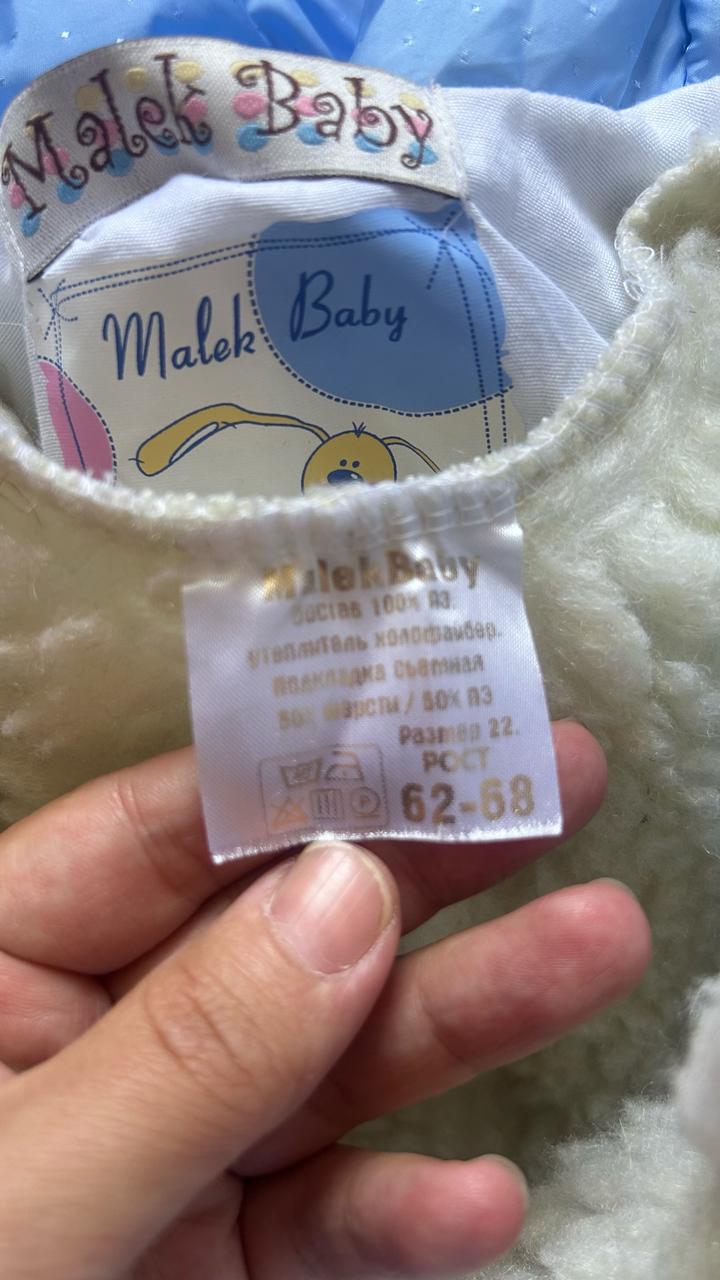 Malek Baby
Malek Baby
MalekBaby
Состав 100% ПЭ.
утеплитель холофайбер.
Подкладка съемная
50% шерсти / 50% ПЭ
Размер 22.
РОСТ
62-68